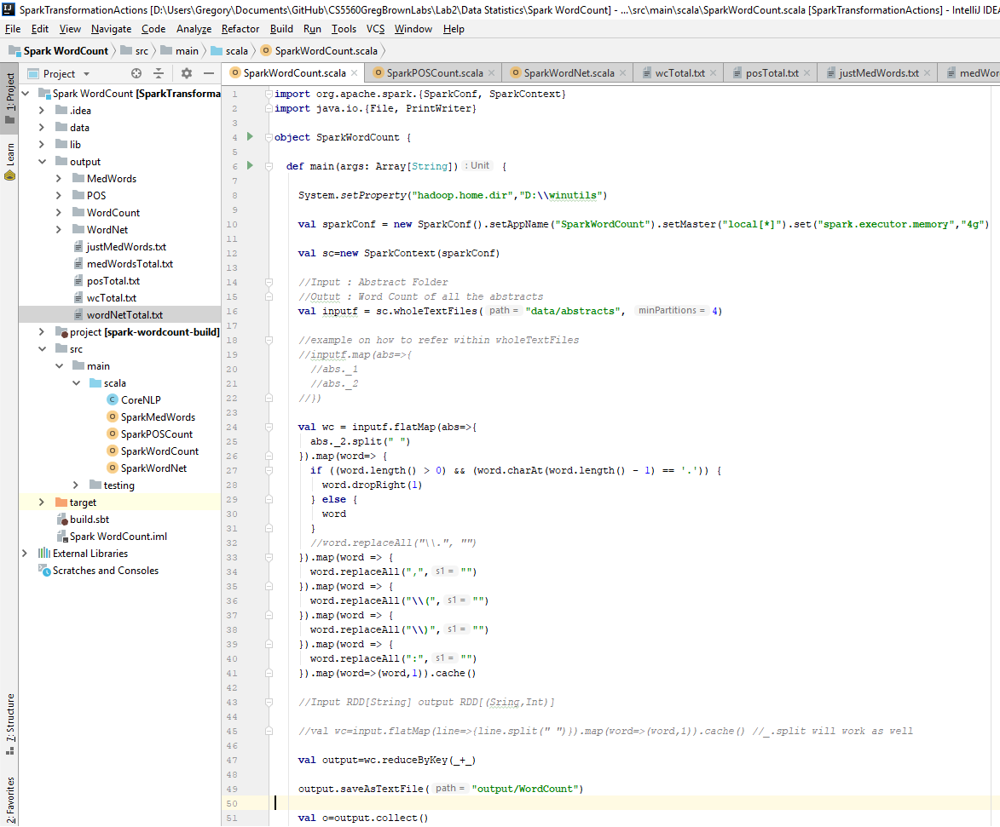 SparkTransformationActions [D:\Users\Gregory\Documents\GitHub\CS5560GregBrownLabs\Lab2\Data Statistics\Spark WordCount] - ...\src\main\scala\SparkWordCount.scala [SparkTransformationActions] - IntelliJ IDEA
File Edit View Navigate Code Analyze Refactor Build Run Tools VCS Window Help
Spark WordCount src main scala SparkWordCount.scala
Project
SparkWordCount.scala SparkPOSCount.scala SparkWordNet.scala wcTotal.txt posTotal.txt justMedWords.txt medWor
1: Project
Learn
7: Structure
2: Favorites
Spark WordCount [SparkTransforma
.idea
data
lib
output
MedWords
POS
WordCount
WordNet
justMedWords.txt
medWordsTotal.txt
posTotal.txt
wcTotal.txt
wordNetTotal.txt
project [spark-wordcount-build]
src
main
scala
CoreNLP
SparkMedWords
SparkPOSCount
SparkWordCount
SparkWordNet
testing
target
build.sbt
Spark WordCount.iml
External Libraries
Scratches and Consoles
1 import org.apache.spark.{SparkConf, SparkContext}
2 import java.io.{File, PrintWriter}
3
4 object SparkWordCount {
5
6 def main(args: Array[String]) : Unit {
7
8 System.setProperty("hadoop.home.dir","D:\\winutils")
9
10 val sparkConf = new SparkConf().setAppName("SparkWordCount").setMaster("local[*]").set("spark.executor.memory","4g")
11
12 val sc=new SparkContext(sparkConf)
13
14 //Input : Abstract Folder
15 //Outut : Word Count of all the abstracts
16 val inputf = sc.wholeTextFiles( path = "data/abstracts", minPartitions = 4)
17
18 //example on how to refer within wholeTextFiles
19 //inputf.map(abs=>{
20 //abs._1
21 //abs._2
22 //})
23
24 val wc = inputf.flatMap(abs=>{
25 abs._2.split(" ")
26 }).map(word=> {
27 if ((word.length() > 0) && (word.charAt(word.length() - 1) == '.')) {
28 word.dropRight(1)
29 } else {
30 word
31 }
32 //word.replaceAll("\\.", "")
33 }).map(word => {
34 word.replaceAll(",", s1 = "")
35 }).map(word => {
36 word.replaceAll("\\(", s1 = "")
37 }).map(word => {
38 word.replaceAll("\\)", s1 = "")
39 }).map(word => {
40 word.replaceAll(":", s1 = "")
41 }).map(word=>(word,1)).cache()
42
43 //Input RDD[String] output RDD[(Sring,Int)]
44
45 //val wc=input.flatMap(line=>{line.split(" ")}).map(word=>(word,1)).cache() //_.split will work as well
46
47 val output=wc.reduceByKey(_+_)
48
49 output.saveAsTextFile( path = "output/WordCount")
50
51 val o=output.collect()